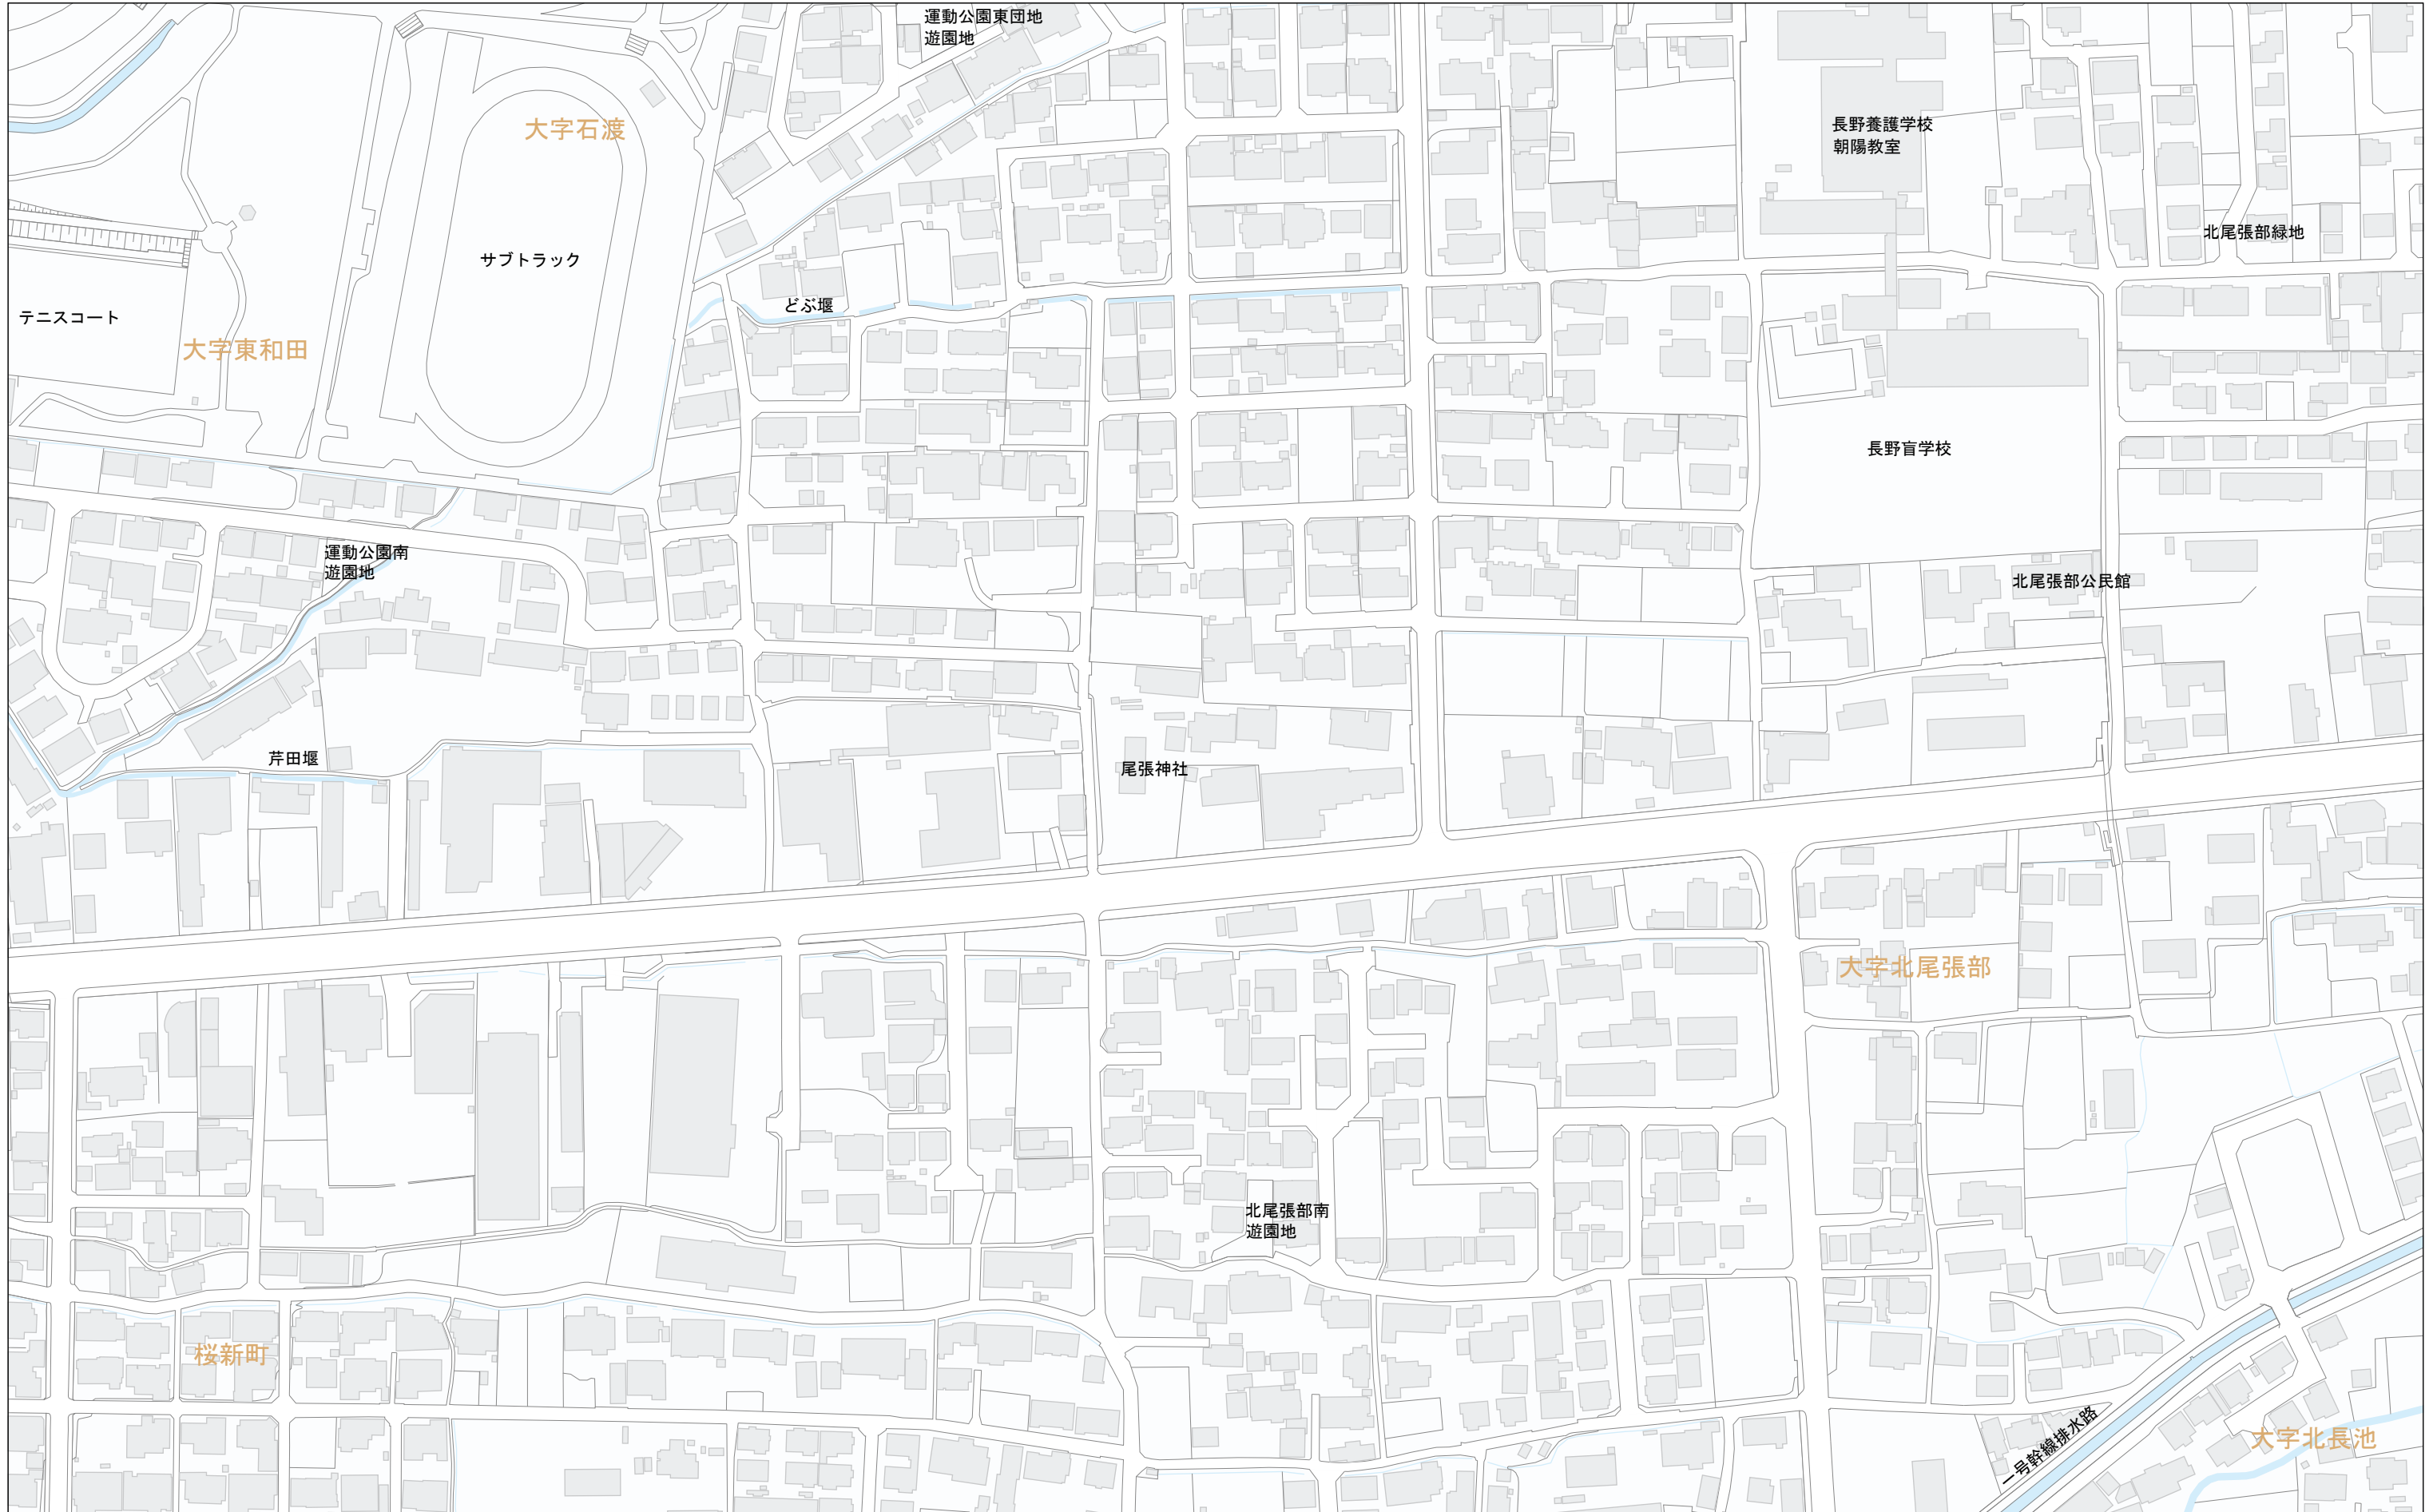 運動公園東団地
遊園地
大字石渡
長野養護学校
朝陽教室
北尾張部緑地
サブトラック
どぶ堰
テニスコート
大字東和田
長野盲学校
運動公園南
遊園地
北尾張部公民館
芹田堰
尾張神社
大字北尾張部
北尾張部南
遊園地
桜新町
大字北長池
一号幹線排水路